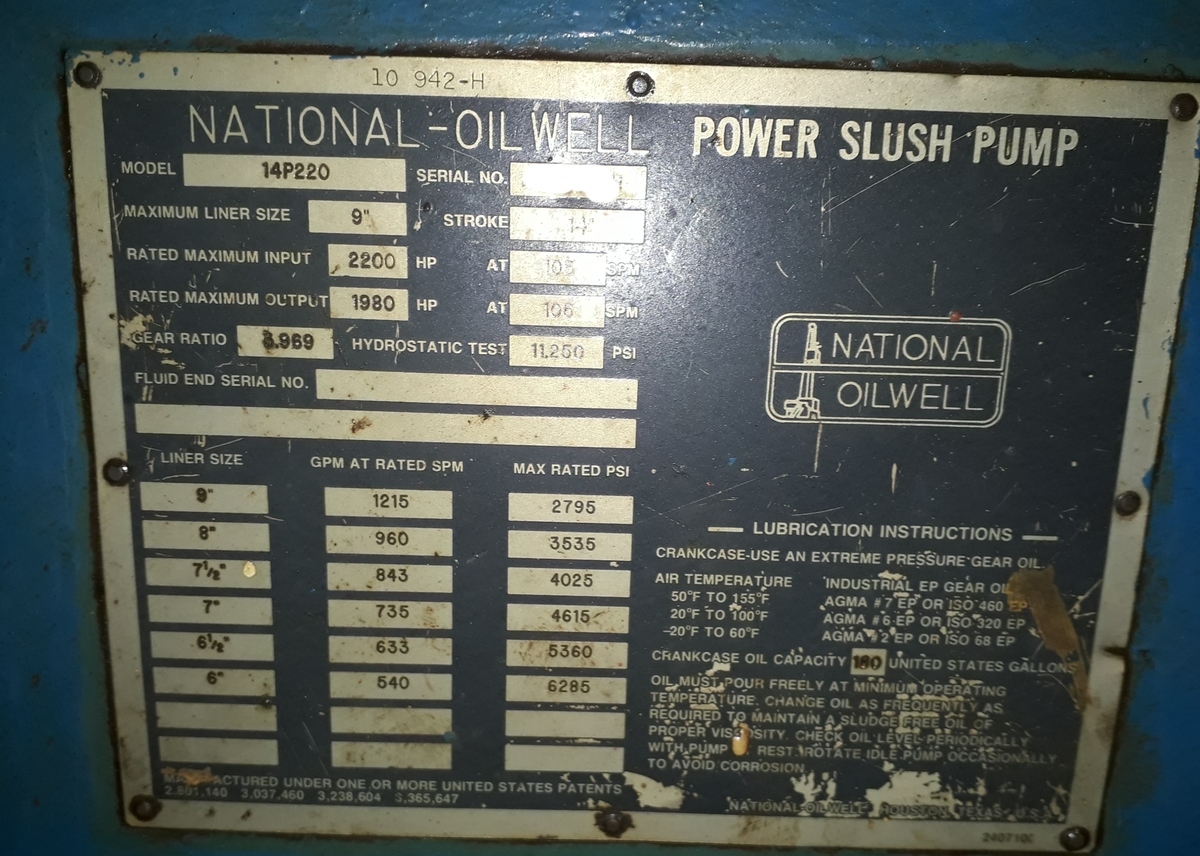 10 942-H
NATIONAL-OILWELL POWER SLUSH PUMP
MODEL 14P220 SERIAL NO.
MAXIMUM LINER SIZE 9" STROKE 14"
RATED MAXIMUM INPUT 2200 HP AT 105 SPM
RATED MAXIMUM OUTPUT 1980 HP AT SPM
GEAR RATIO 3.969 HYDROSTATIC TEST 11,250 PSI
FLUID END SERIAL NO.
NATIONAL
OILWELL
LINER SIZE GPM AT RATED SPM MAX RATED PSI
9" 1215 2795
8" 960 3535
7 1/2" 843 4025
7" 735 4615
6 1/2" 633 5360
6" 540 6285
MANUFACTURED UNDER ONE OR MORE UNITED STATES PATENTS
2,801,140 3,037,460 3,238,604 3,365,647
LUBRICATION INSTRUCTIONS
CRANKCASE-USE AN EXTREME PRESSURE GEAR OIL.
AIR TEMPERATURE INDUSTRIAL EP GEAR OIL
50°F TO 155°F AGMA #7 EP OR ISO 460 EP
20°F TO 100°F AGMA #6 EP OR ISO 320 EP
-20°F TO 60°F AGMA #2 EP OR ISO 68 EP
CRANKCASE OIL CAPACITY 180 UNITED STATES GALLONS
OIL MUST POUR FREELY AT MINIMUM OPERATING
TEMPERATURE. CHANGE OIL AS FREQUENTLY AS
REQUIRED TO MAINTAIN A SLUDGE FREE OIL OF
PROPER VISCOSITY. CHECK OIL LEVEL PERIODICALLY
WITH PUMP REST. ROTATE IDLE PUMP OCCASIONALLY
TO AVOID CORROSION
NATIONAL-OILWELL, HOUSTON, TEXAS, U.S.A.